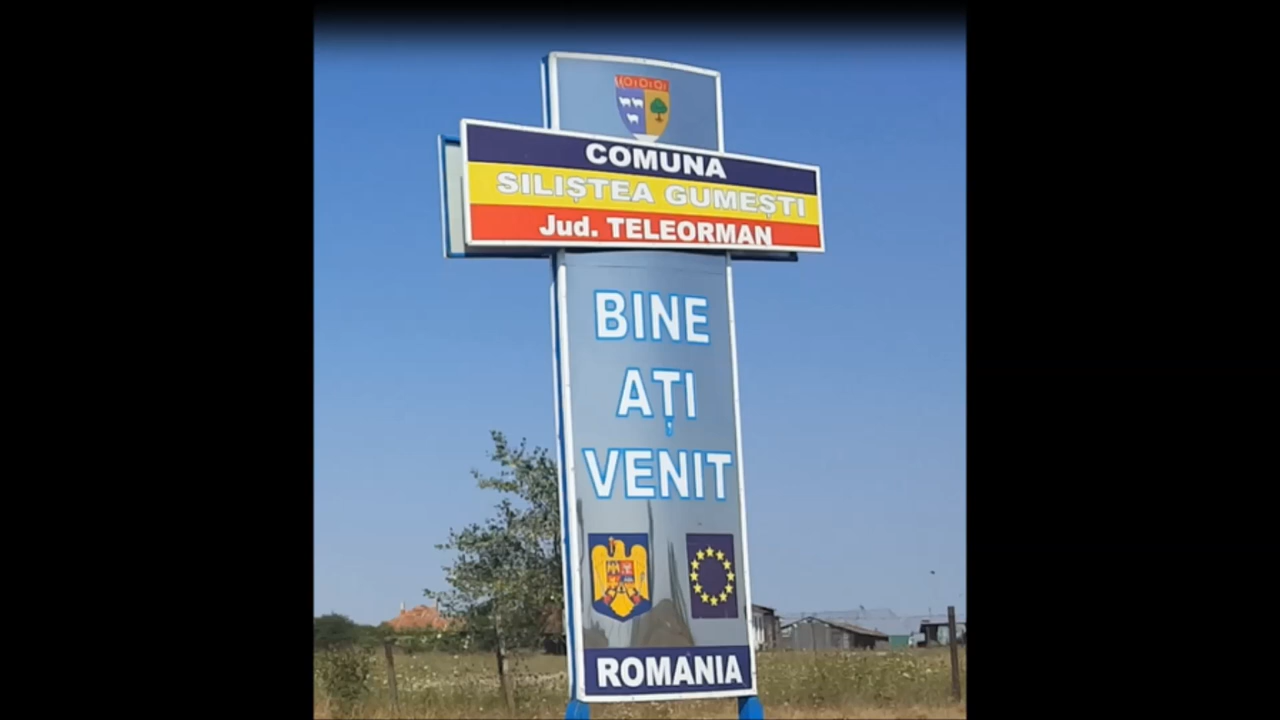 COMUNA
SILIȘTEA GUMEȘTI
Jud. TELEORMAN
BINE
AȚI
VENIT
ROMANIA